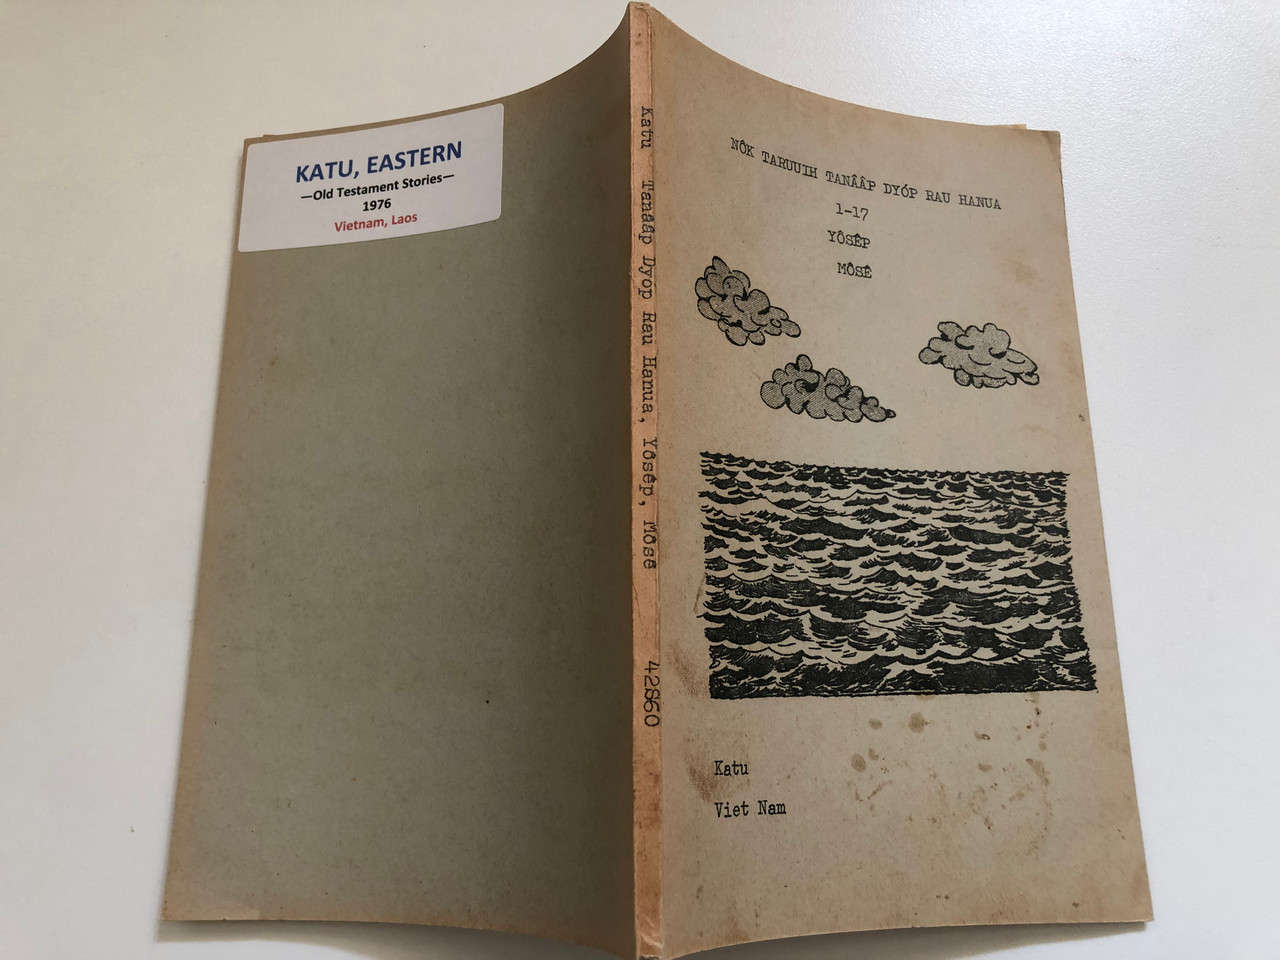 KATU, EASTERN
—Old Testament Stories—
1976
Vietnam, Laos
Katu Tanââp Dyóp Rau Hanua, Yôsêp, Môsê 42860
NÔK TARUUIH TANÂÂP DYÓP RAU HANUA
1-17
YÔSÊP
MÔSÊ
Katu
Viet Nam